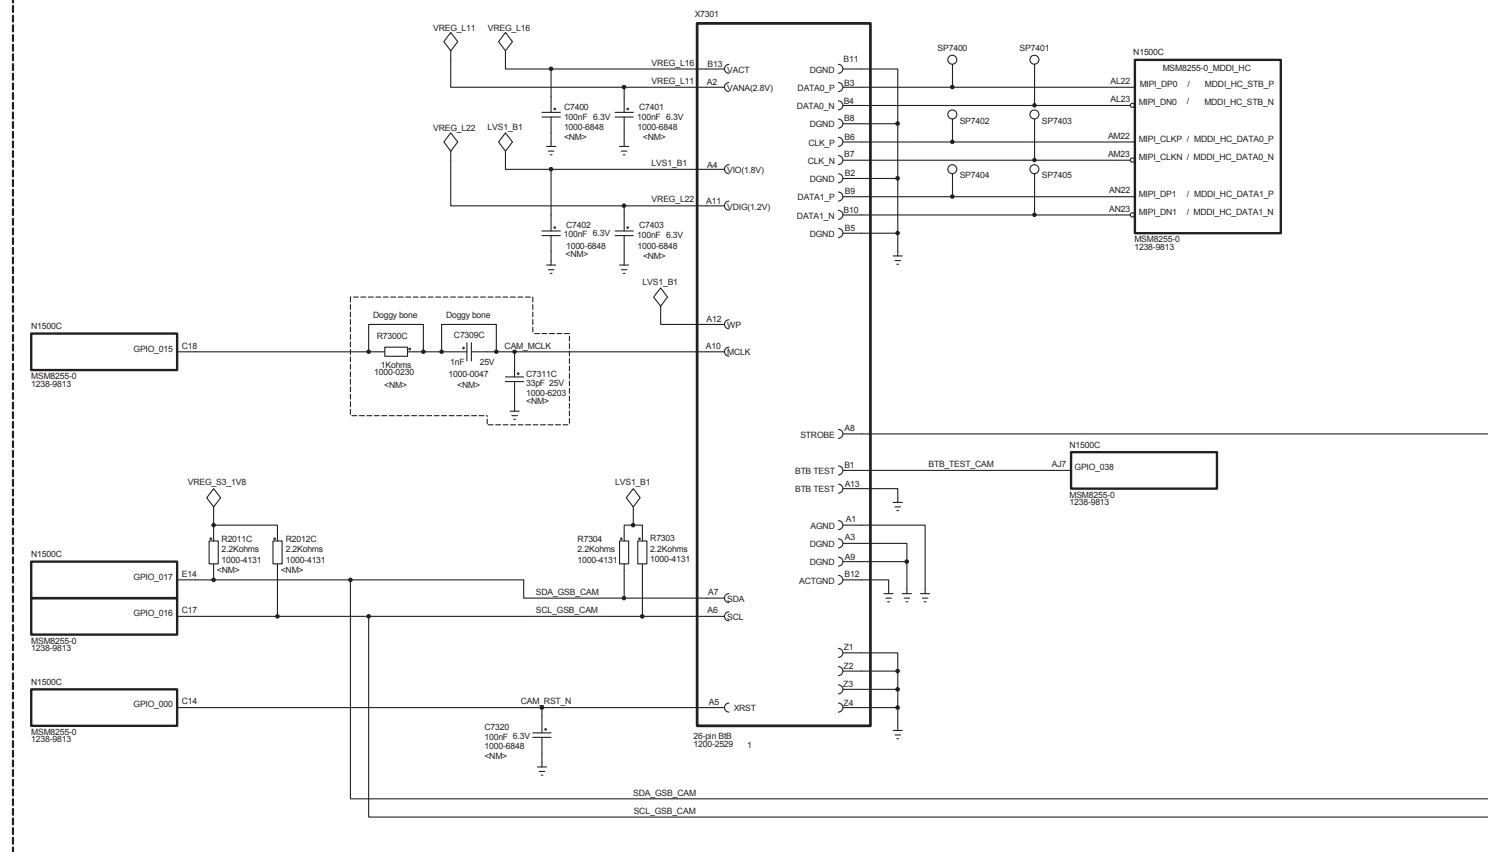 X7301
VREG_L11
VREG_L16
VREG_L16
B13
VACT
VREG_L11
A2
VANA(2.8V)
C7400
100nF 6.3V
1000-6848
<NM>
C7401
100nF 6.3V
1000-6848
<NM>
VREG_L22
LVS1_B1
LVS1_B1
A4
VIO(1.8V)
VREG_L22
A11
VDIG(1.2V)
C7402
100nF 6.3V
1000-6848
<NM>
C7403
100nF 6.3V
1000-6848
<NM>
LVS1_B1
A12
WP
N1500C
GPIO_015
C18
MSM8255-0
1238-9813
Doggy bone
R7300C
1Kohms
1000-0230
<NM>
Doggy bone
C7309C
1nF 25V
1000-0047
<NM>
CAM_MCLK
C7311C
33pF 25V
1000-6203
<NM>
A10
MCLK
VREG_S3_1V8
R2011C
2.2Kohms
1000-4131
<NM>
R2012C
2.2Kohms
1000-4131
<NM>
LVS1_B1
R7304
2.2Kohms
1000-4131
R7303
2.2Kohms
1000-4131
N1500C
GPIO_017
E14
GPIO_016
C17
MSM8255-0
1238-9813
SDA_GSB_CAM
A7
SDA
SCL_GSB_CAM
A6
SCL
N1500C
GPIO_000
C14
MSM8255-0
1238-9813
CAM_RST_N
A5
XRST
C7320
100nF 6.3V
1000-6848
<NM>
26-pin BtB
1200-2529 1
DGND B11
DATA0_P B3
DATA0_N B4
DGND B8
CLK_P B6
CLK_N B7
DGND B2
DATA1_P B9
DATA1_N B10
DGND B5
SP7400
SP7401
SP7402
SP7403
SP7404
SP7405
N1500C
MSM8255-0_MDDI_HC
AL22 MIPI_DP0 / MDDI_HC_STB_P
AL23 MIPI_DN0 / MDDI_HC_STB_N
AM22 MIPI_CLKP / MDDI_HC_DATA0_P
AM23 MIPI_CLKN / MDDI_HC_DATA0_N
AN22 MIPI_DP1 / MDDI_HC_DATA1_P
AN23 MIPI_DN1 / MDDI_HC_DATA1_N
MSM8255-0
1238-9813
STROBE A8
BTB TEST B1
BTB_TEST_CAM
N1500C
AJ7 GPIO_038
MSM8255-0
1238-9813
BTB TEST A13
AGND A1
DGND A3
DGND A9
ACTGND B12
Z1
Z2
Z3
Z4
SDA_GSB_CAM
SCL_GSB_CAM